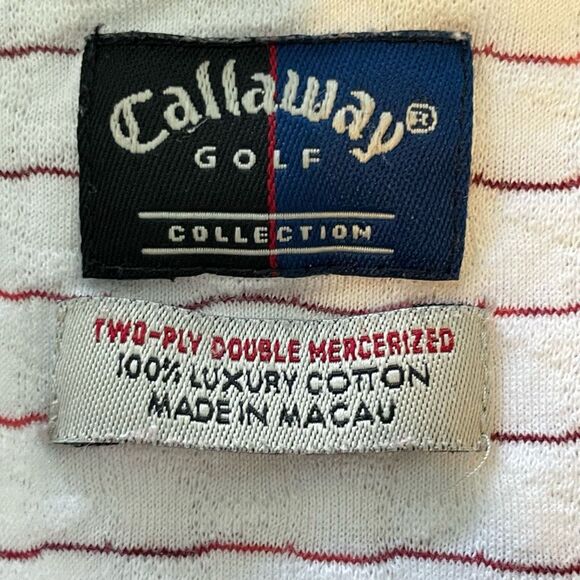 Callaway®
GOLF
COLLECTION
TWO-PLY DOUBLE MERCERIZED
100% LUXURY COTTON
MADE IN MACAU